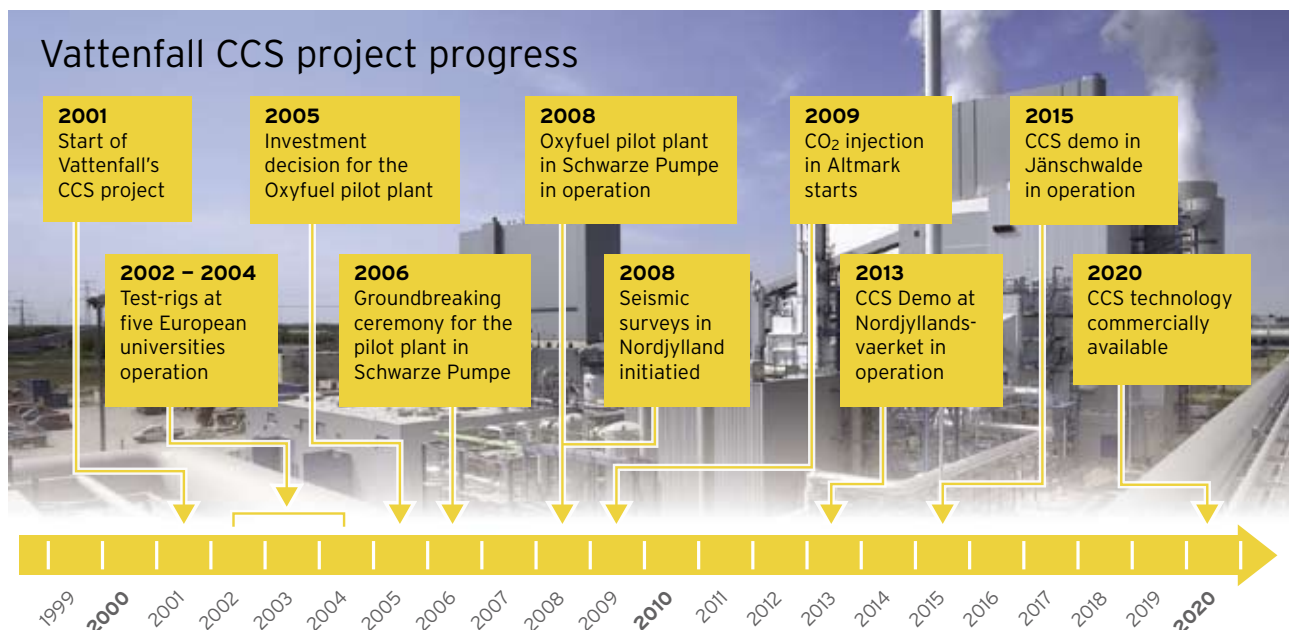 Vattenfall CCS project progress
2001
Start of
Vattenfall's
CCS project
2005
Investment
decision for the
Oxyfuel pilot plant
2008
Oxyfuel pilot plant
in Schwarze Pumpe
in operation
2009
CO₂ injection
in Altmark
starts
2015
CCS demo in
Jänschwalde
in operation
2002 – 2004
Test-rigs at
five European
universities
operation
2006
Groundbreaking
ceremony for the
pilot plant in
Schwarze Pumpe
2008
Seismic
surveys in
Nordjylland
initiatied
2013
CCS Demo at
Nordjyllands-
vaerket in
operation
2020
CCS technology
commercially
available
1999
2000
2001
2002
2003
2004
2005
2006
2007
2008
2009
2010
2011
2012
2013
2014
2015
2016
2017
2018
2019
2020